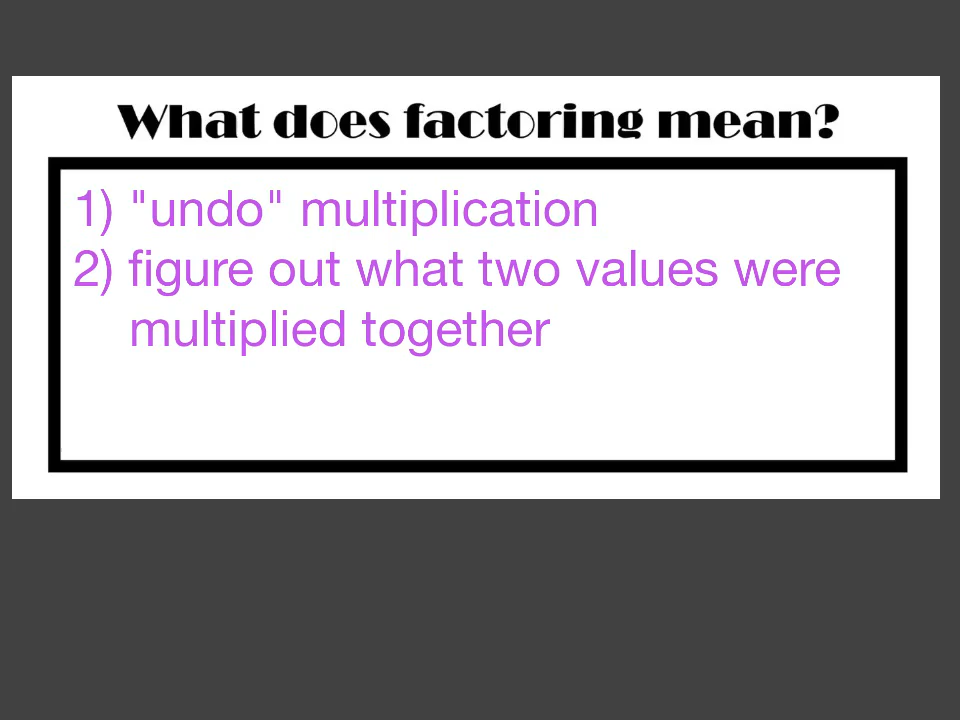 What does factoring mean?
1) "undo" multiplication
2) figure out what two values were
multiplied together